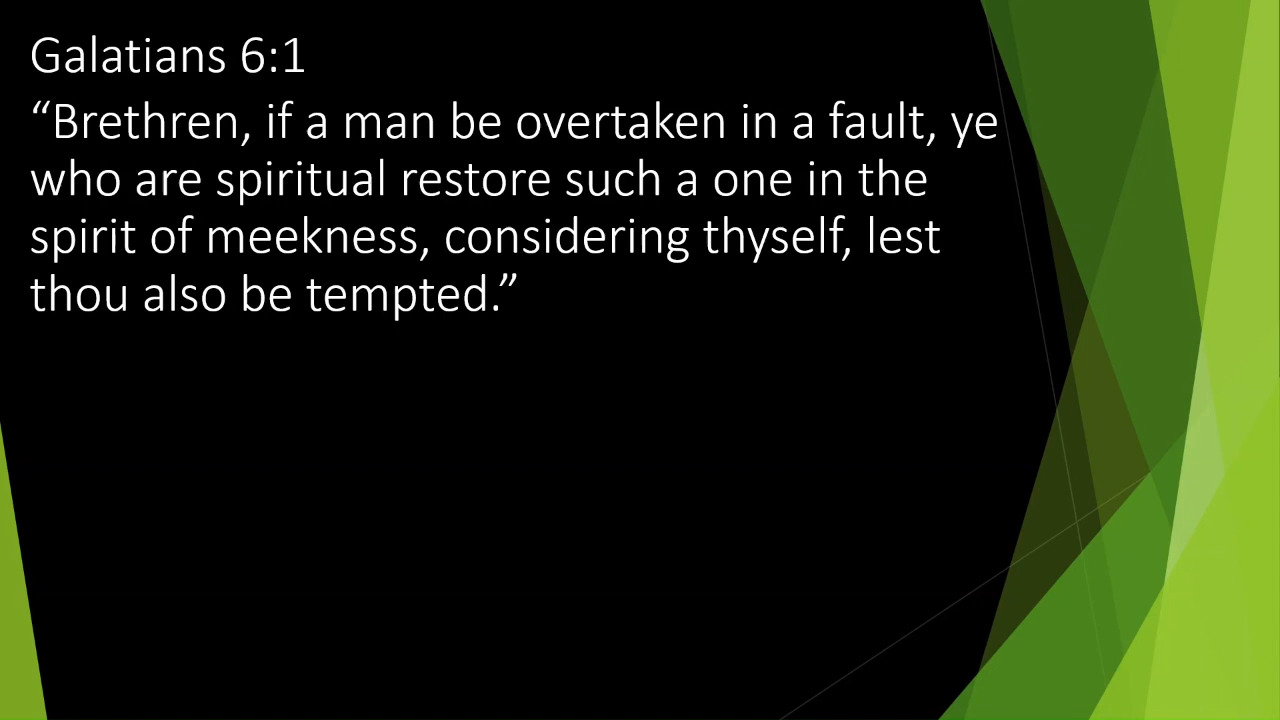 Galatians 6:1
“Brethren, if a man be overtaken in a fault, ye
who are spiritual restore such a one in the
spirit of meekness, considering thyself, lest
thou also be tempted.”